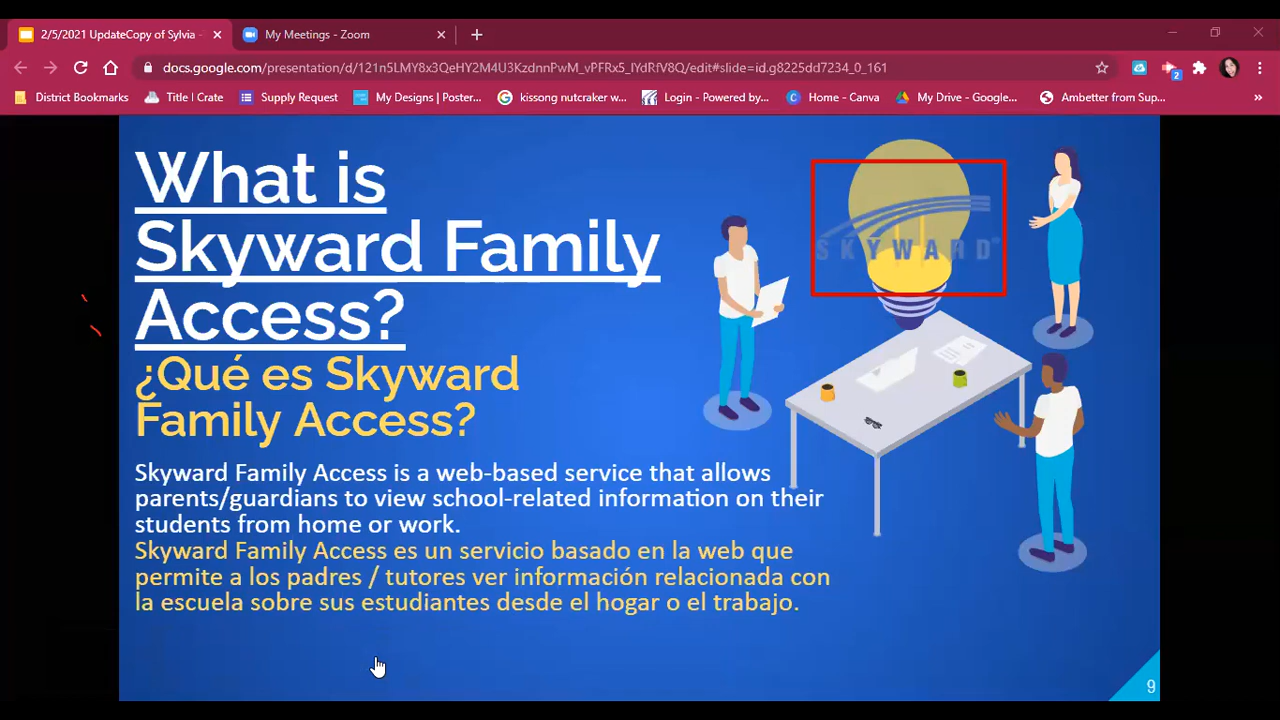 2/5/2021 UpdateCopy of Sylvia -
My Meetings - Zoom
docs.google.com/presentation/d/121n5LMY8x3QeHY2M4U3KzdnnPwM_vPFRx5_IYdRfV8Q/edit#slide=id.g8225dd7234_0_161
2
District Bookmarks
Title I Crate
Supply Request
My Designs | Poster...
kissong nutcraker w...
Login - Powered by...
Home - Canva
My Drive - Google...
Ambetter from Sup...
What is
Skyward Family
Access?
¿Qué es Skyward
Family Access?
SKYWARD®
Skyward Family Access is a web-based service that allows
parents/guardians to view school-related information on their
students from home or work.
Skyward Family Access es un servicio basado en la web que
permite a los padres / tutores ver información relacionada con
la escuela sobre sus estudiantes desde el hogar o el trabajo.
9